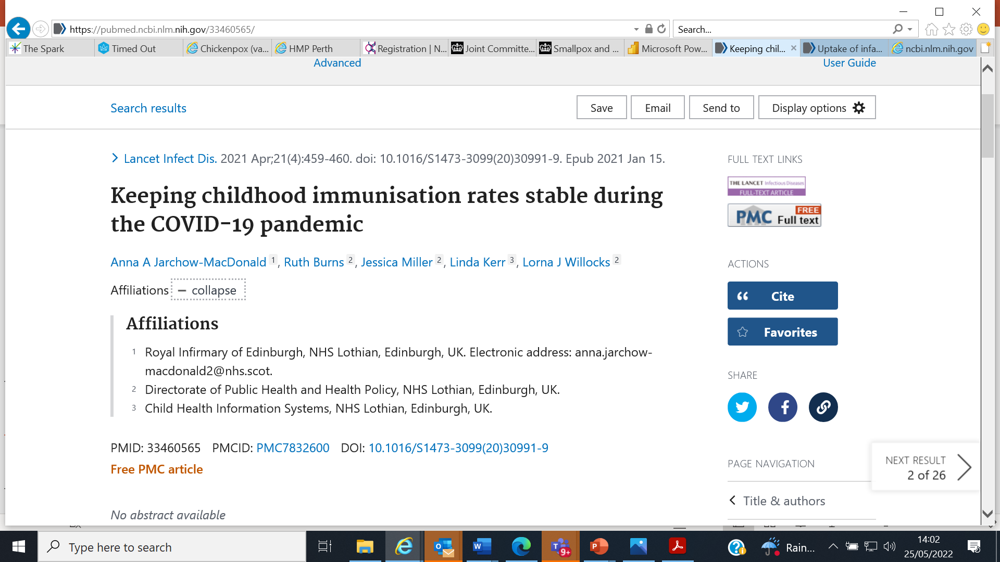 https://pubmed.ncbi.nlm.nih.gov/33460565/
Search...
The Spark
Timed Out
Chickenpox (va...
HMP Perth
Registration | N...
Joint Committe...
Smallpox and ...
Microsoft Pow...
Keeping chil...
Uptake of infa...
ncbi.nlm.nih.gov
Advanced
User Guide
Search results
Save
Email
Send to
Display options
Lancet Infect Dis. 2021 Apr;21(4):459-460. doi: 10.1016/S1473-3099(20)30991-9. Epub 2021 Jan 15.
Keeping childhood immunisation rates stable during
the COVID-19 pandemic
Anna A Jarchow-MacDonald 1, Ruth Burns 2, Jessica Miller 2, Linda Kerr 3, Lorna J Willocks 2
Affiliations – collapse
Affiliations
1 Royal Infirmary of Edinburgh, NHS Lothian, Edinburgh, UK. Electronic address: anna.jarchow-
macdonald2@nhs.scot.
2 Directorate of Public Health and Health Policy, NHS Lothian, Edinburgh, UK.
3 Child Health Information Systems, NHS Lothian, Edinburgh, UK.
PMID: 33460565 PMCID: PMC7832600 DOI: 10.1016/S1473-3099(20)30991-9
Free PMC article
No abstract available
FULL TEXT LINKS
THE LANCET Infectious Diseases
FULL-TEXT ARTICLE
PMC FREE
Full text
ACTIONS
Cite
Favorites
SHARE
PAGE NAVIGATION
NEXT RESULT
2 of 26
Title & authors
Type here to search
9+
Rain...
14:02
25/05/2022